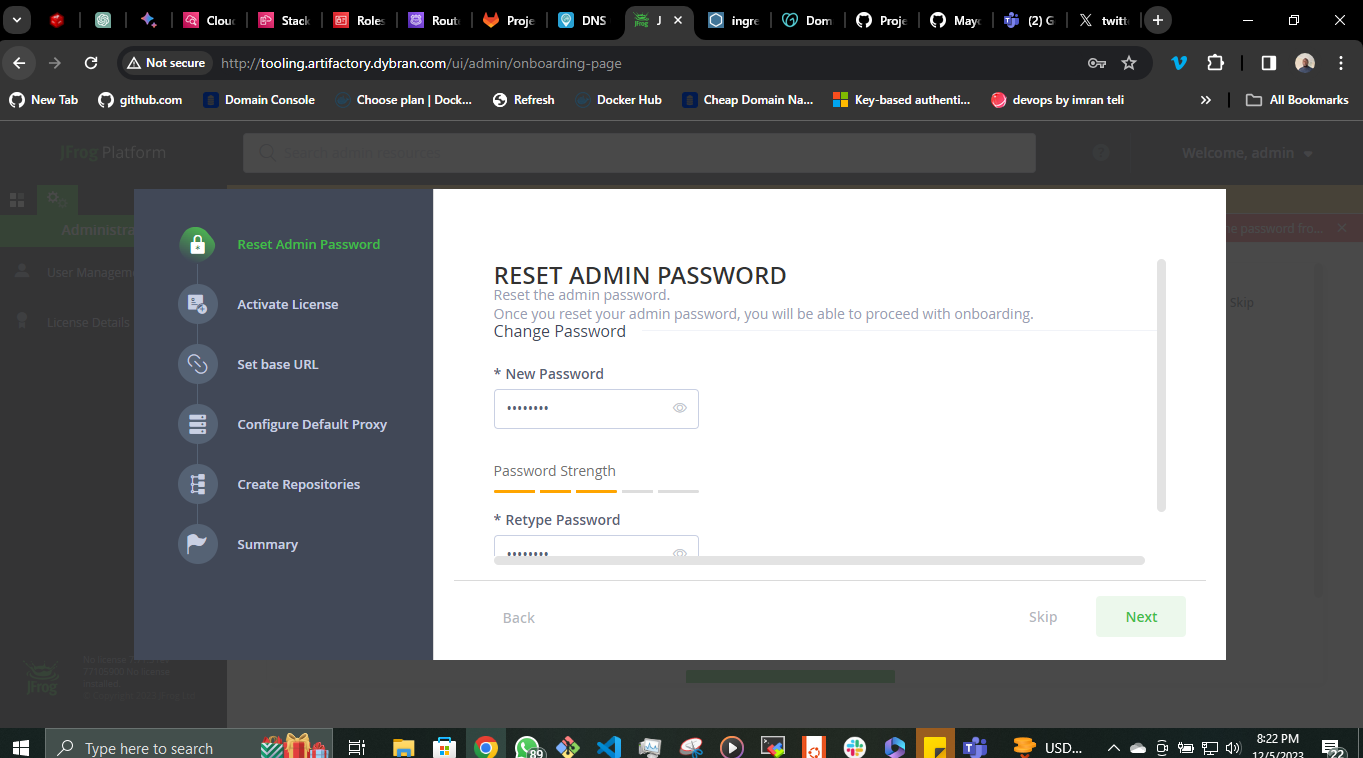 Cloud
Stack
Roles
Route
Proje
DNS
J
ingre
Dom
Proje
Maye
(2) G
twitte
Not secure
http://tooling.artifactory.dybran.com/ui/admin/onboarding-page
New Tab
github.com
Domain Console
Choose plan | Dock...
Refresh
Docker Hub
Cheap Domain Na...
Key-based authenti...
devops by imran teli
»
All Bookmarks
JFrog Platform
Search admin resources
Welcome, admin
Administra
e password fro...
User Managem
License Details
Skip
Reset Admin Password
Activate License
Set base URL
Configure Default Proxy
Create Repositories
Summary
RESET ADMIN PASSWORD
Reset the admin password.
Once you reset your admin password, you will be able to proceed with onboarding.
Change Password
* New Password
••••••••
Password Strength
* Retype Password
••••••••
Back
Skip
Next
JFrog
Type here to search
89
USD...
8:22 PM
12/5/2023
22